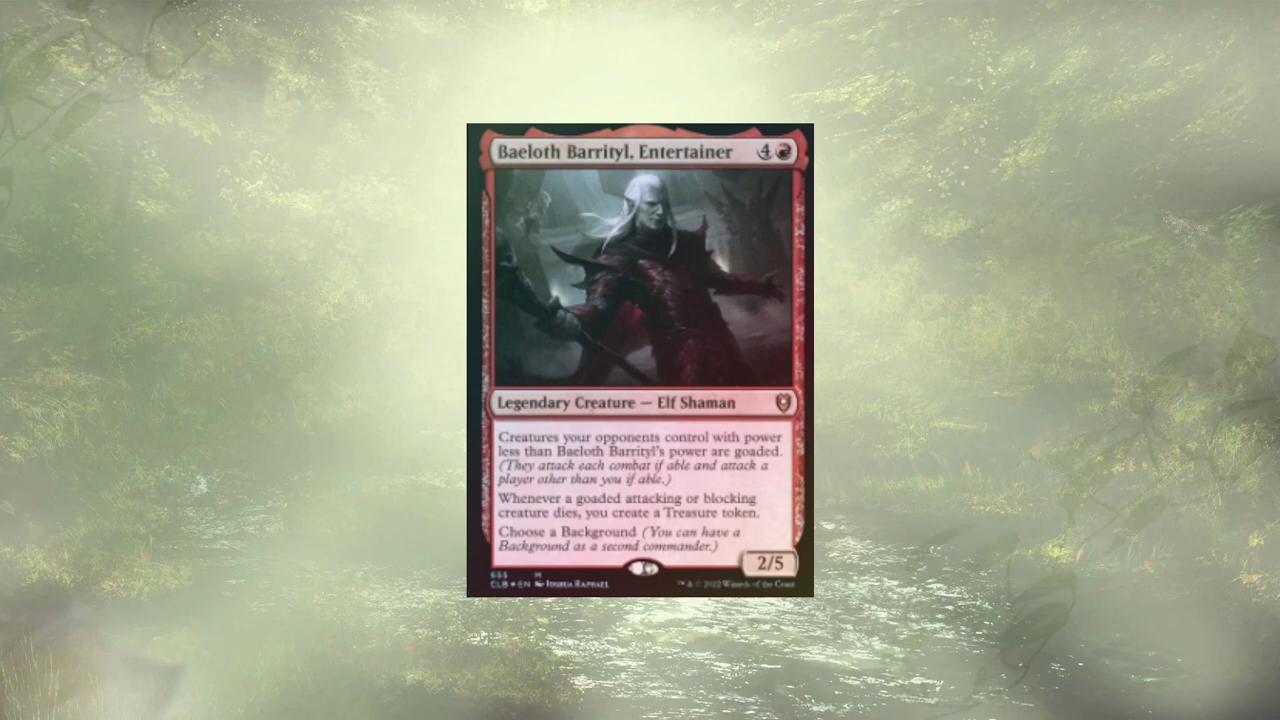 Baeloth Barrityl, Entertainer 4
Legendary Creature — Elf Shaman
Creatures your opponents control with power
less than Baeloth Barrityl's power are goaded.
(They attack each combat if able and attack a
player other than you if able.)
Whenever a goaded attacking or blocking
creature dies, you create a Treasure token.
Choose a Background (You can have a
Background as a second commander.)
2/5
M
CLB EN Joshua Raphael
™ & © 2022 Wizards of the Coast